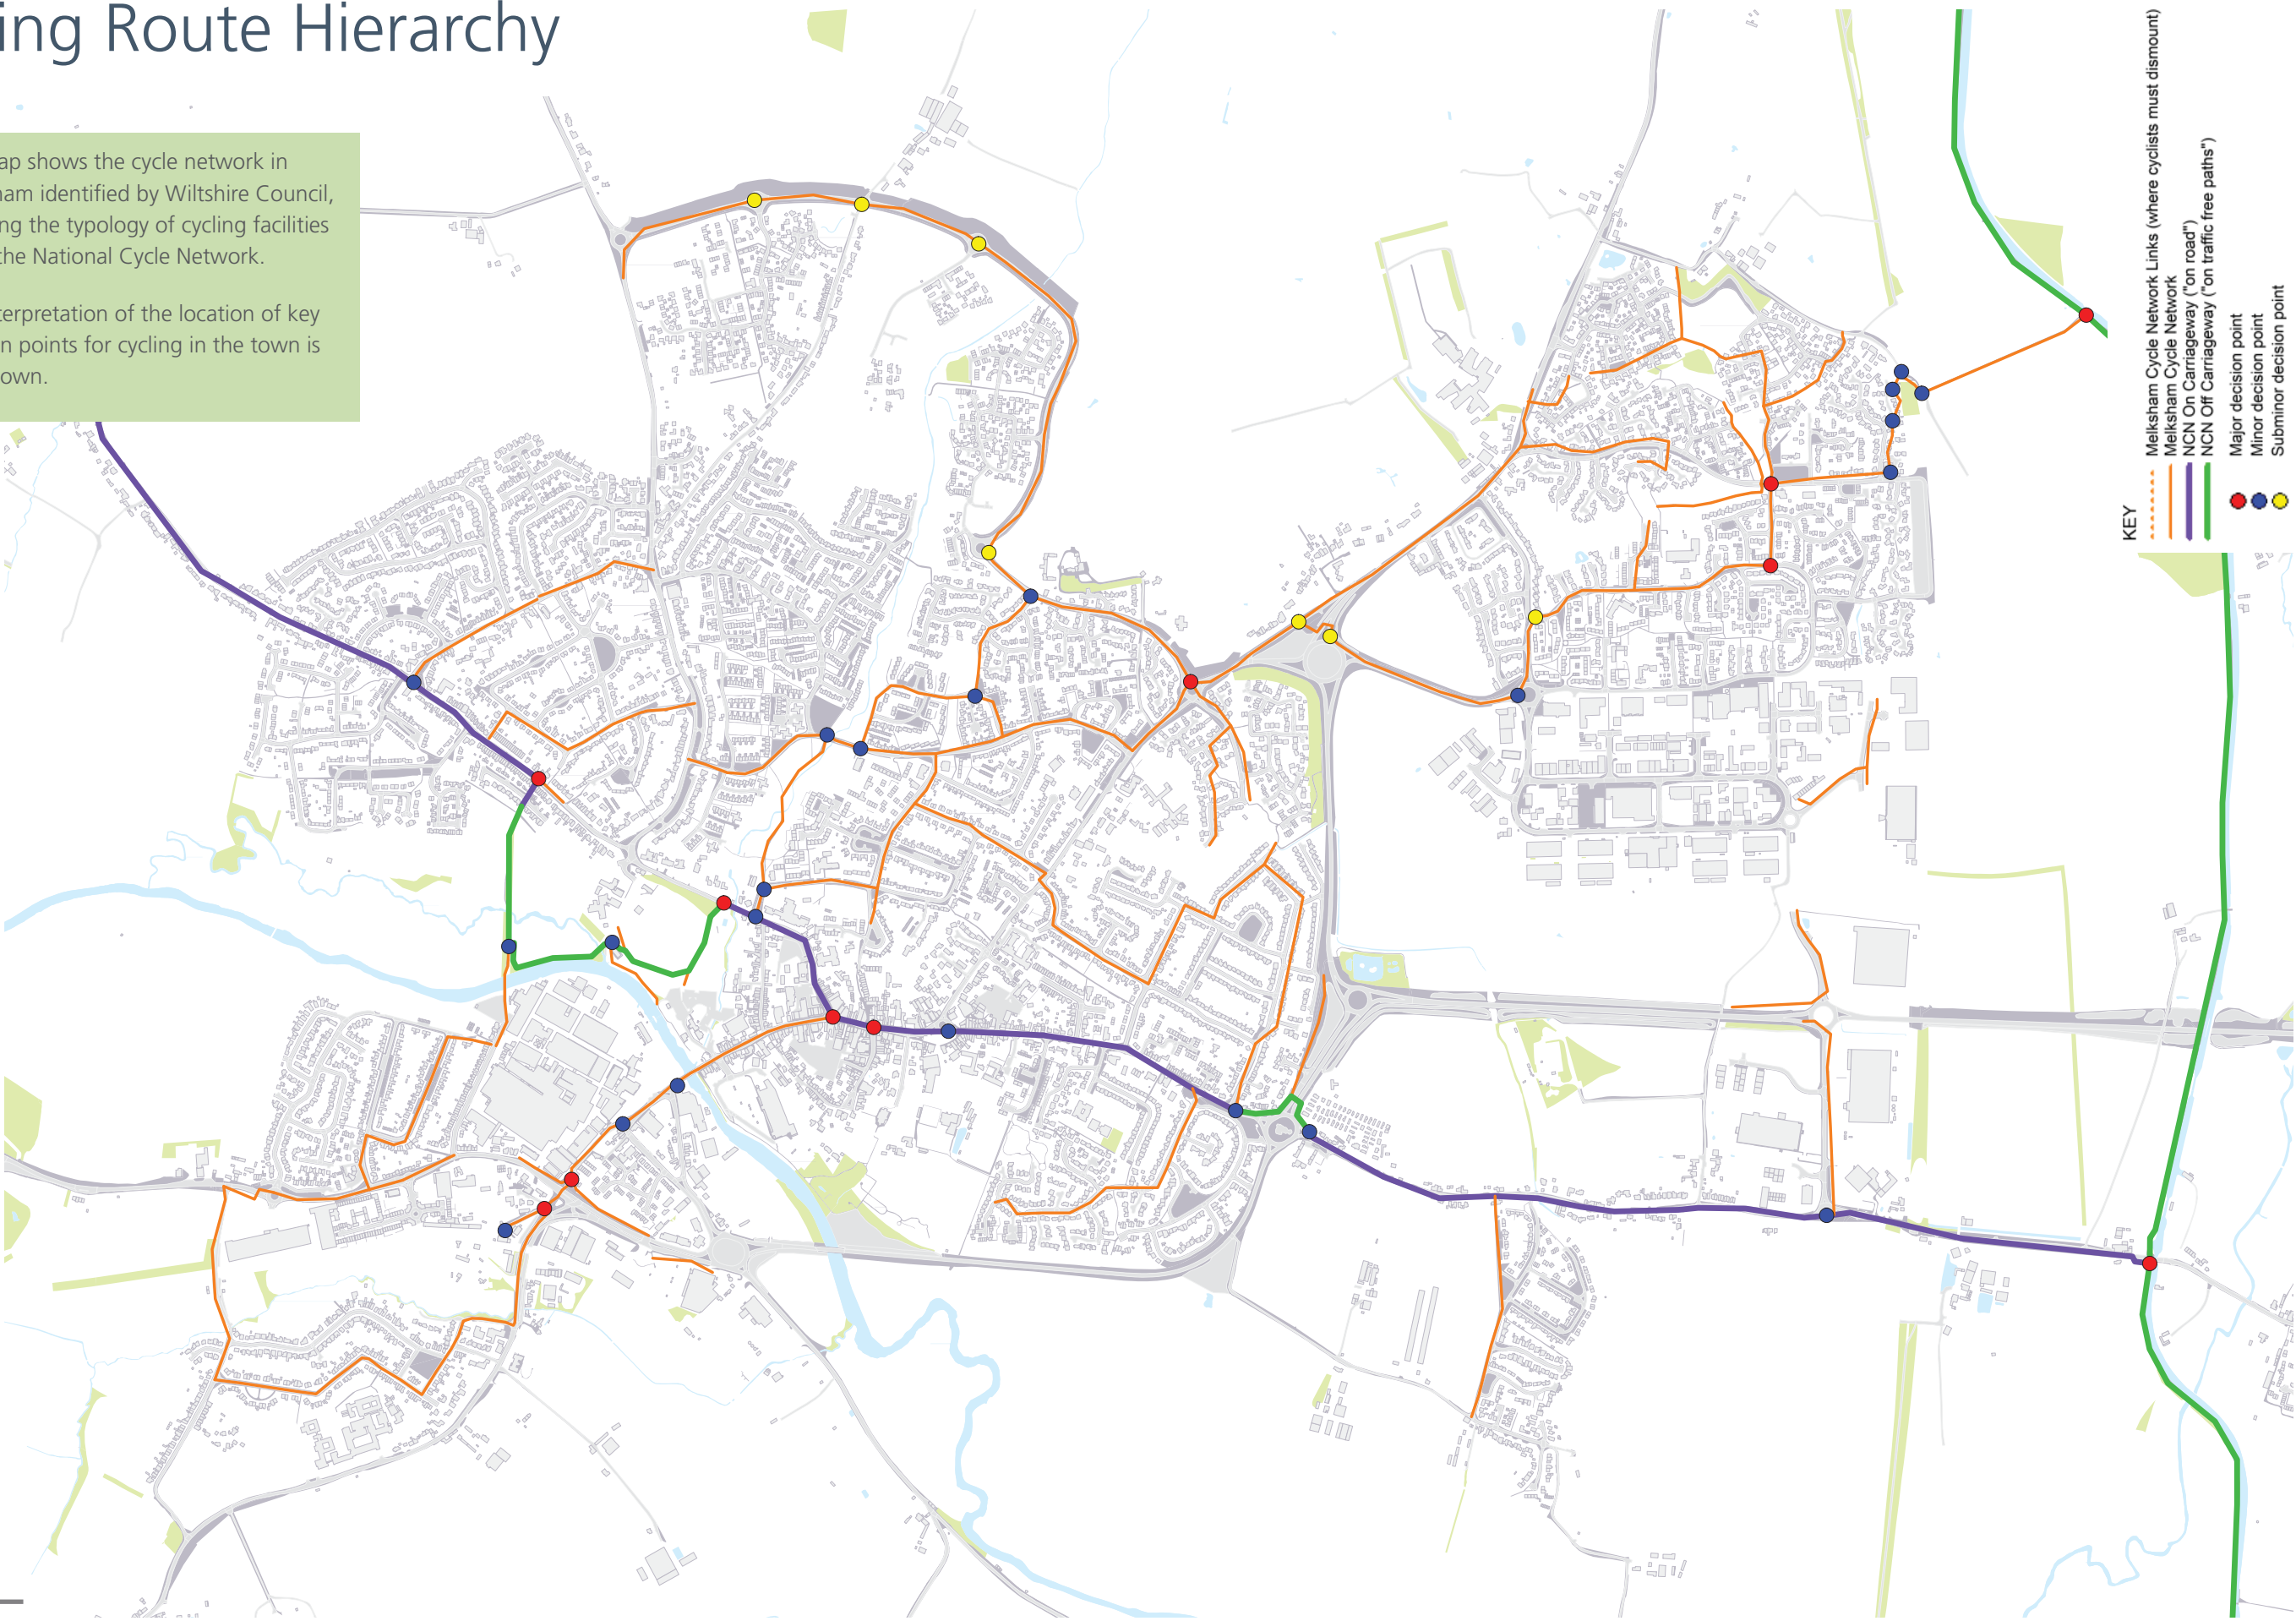 ing Route Hierarchy
ap shows the cycle network in
am identified by Wiltshire Council,
ng the typology of cycling facilities
the National Cycle Network.
terpretation of the location of key
n points for cycling in the town is
own.
KEY
Melksham Cycle Network Links (where cyclists must dismount)
Melksham Cycle Network
NCN On Carriageway ("on road")
NCN Off Carriageway ("on traffic free paths")
Major decision point
Minor decision point
Subminor decision point